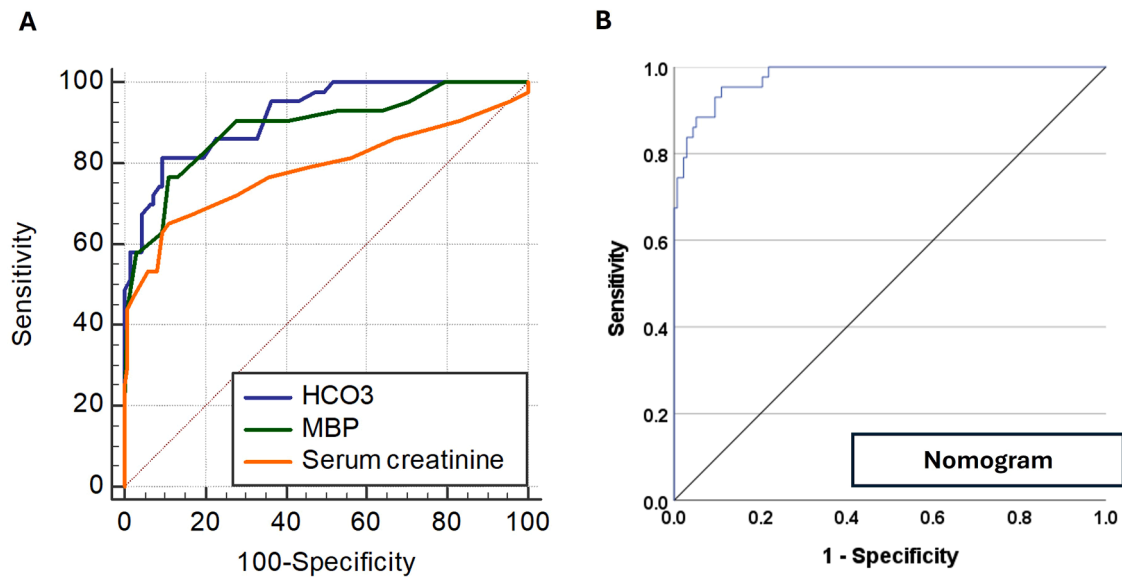 A
B
100
80
60
40
20
0
Sensitivity
HCO3
MBP
Serum creatinine
0 20 40 60 80 100
100-Specificity
1.0
0.8
0.6
0.4
0.2
0.0
Sensitivity
Nomogram
0.0 0.2 0.4 0.6 0.8 1.0
1 - Specificity